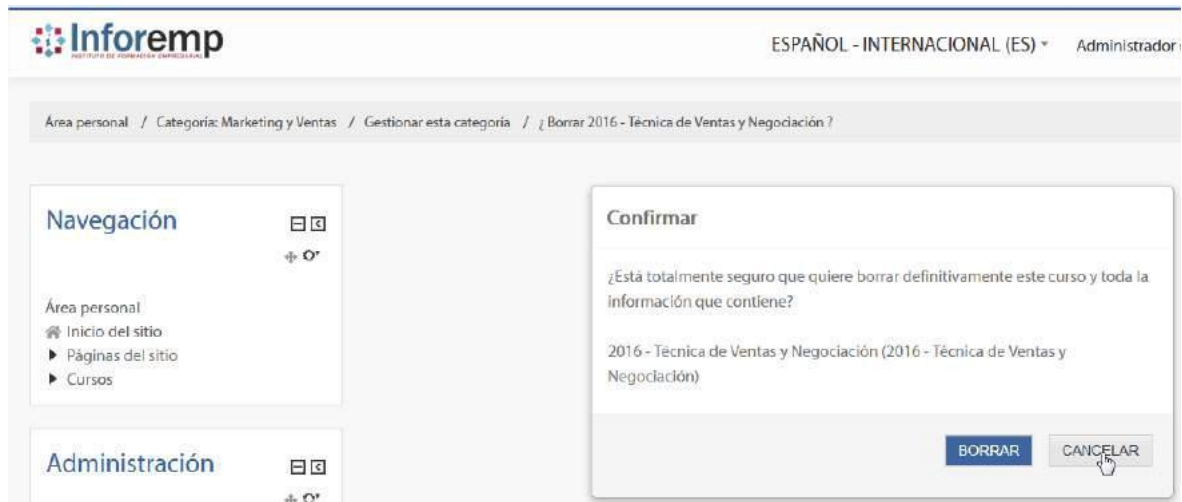 Inforemp
INSTITUTO DE FORMACIÓN EMPRESARIAL
ESPAÑOL - INTERNACIONAL (ES)
Administrador
Área personal / Categoría: Marketing y Ventas / Gestionar esta categoría / ¿ Borrar 2016 - Técnica de Ventas y Negociación ?
Navegación
Área personal
Inicio del sitio
Páginas del sitio
Cursos
Administración
Confirmar
¿Está totalmente seguro que quiere borrar definitivamente este curso y toda la
información que contiene?
2016 - Técnica de Ventas y Negociación (2016 - Técnica de Ventas y
Negociación)
BORRAR
CANCELAR